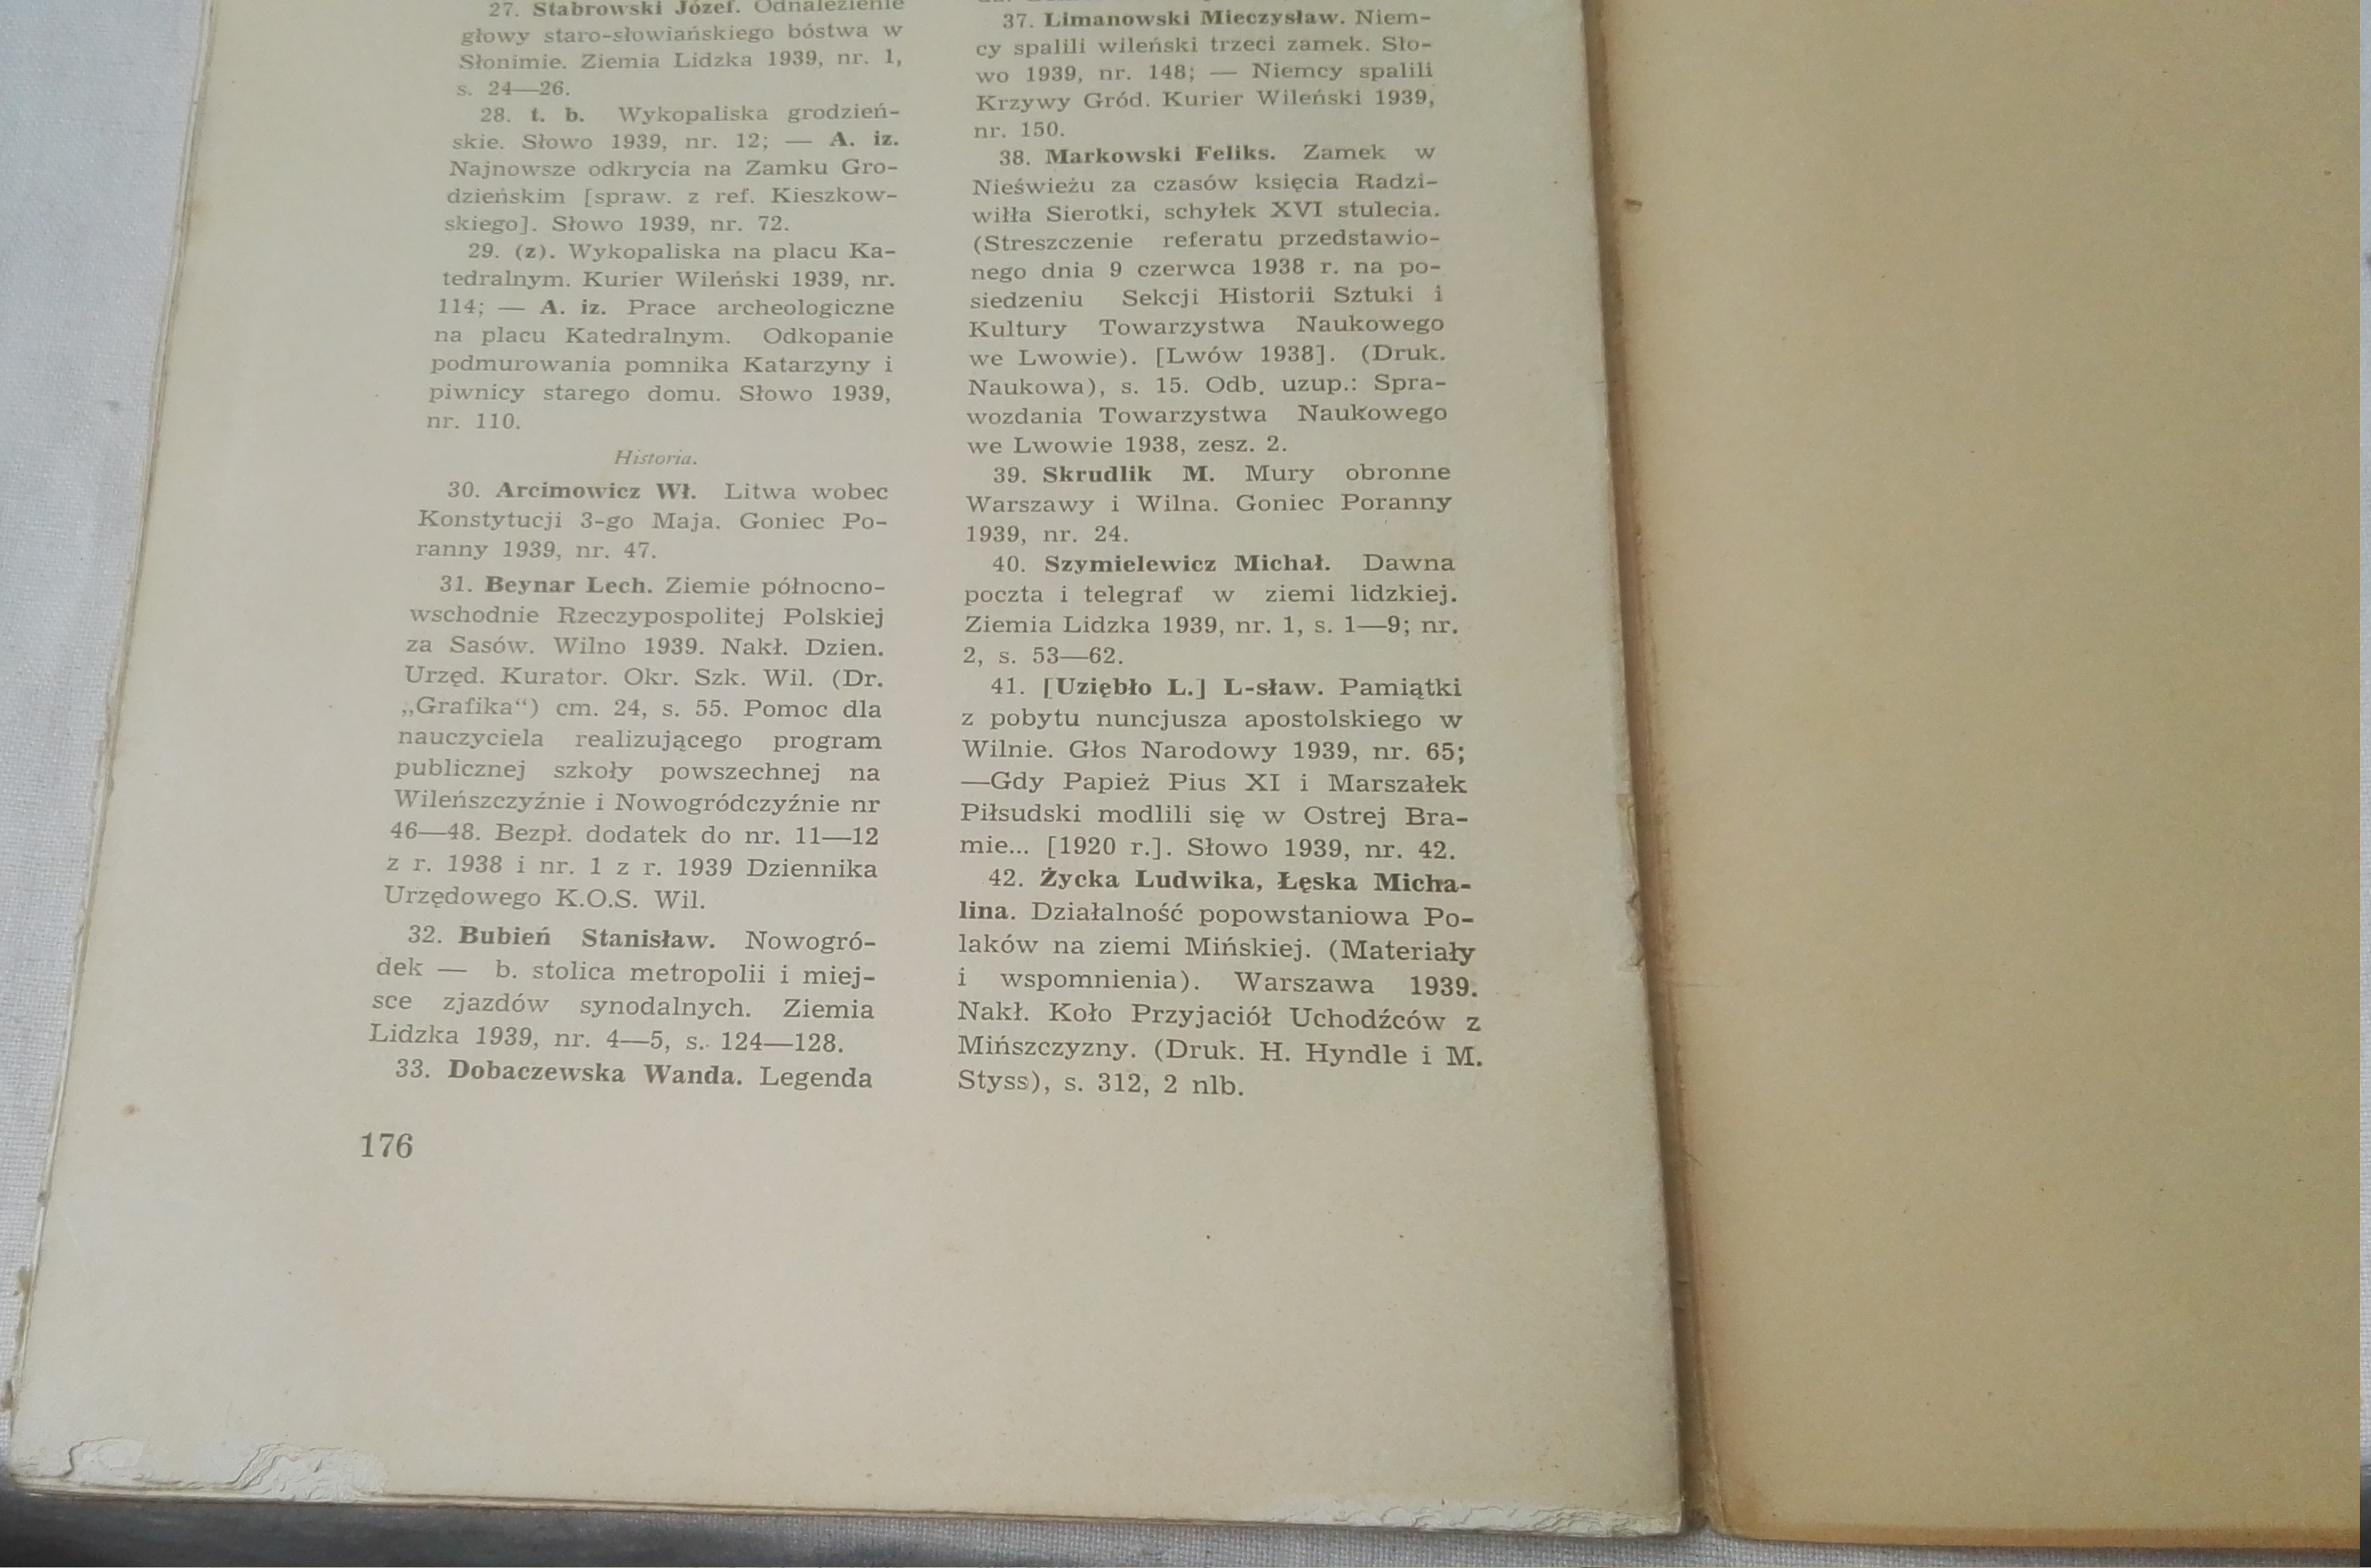 27. Stabrowski Józef. Odnalezienie
głowy staro-słowiańskiego bóstwa w
Słonimie. Ziemia Lidzka 1939, nr. 1,
s. 24—26.
28. t. b. Wykopaliska grodzień-
skie. Słowo 1939, nr. 12; — A. iz.
Najnowsze odkrycia na Zamku Gro-
dzieńskim [spraw. z ref. Kieszkow-
skiego]. Słowo 1939, nr. 72.
29. (z). Wykopaliska na placu Ka-
tedralnym. Kurier Wileński 1939, nr.
114; — A. iz. Prace archeologiczne
na placu Katedralnym. Odkopanie
podmurowania pomnika Katarzyny i
piwnicy starego domu. Słowo 1939,
nr. 110.
Historia.
30. Arcimowicz Wł. Litwa wobec
Konstytucji 3-go Maja. Goniec Po-
ranny 1939, nr. 47.
31. Beynar Lech. Ziemie północno-
wschodnie Rzeczypospolitej Polskiej
za Sasów. Wilno 1939. Nakł. Dzien.
Urzęd. Kurator. Okr. Szk. Wil. (Dr.
„Grafika“) cm. 24, s. 55. Pomoc dla
nauczyciela realizującego program
publicznej szkoły powszechnej na
Wileńszczyźnie i Nowogródczyźnie nr
46—48. Bezpł. dodatek do nr. 11—12
z r. 1938 i nr. 1 z r. 1939 Dziennika
Urzędowego K.O.S. Wil.
32. Bubień Stanisław. Nowogró-
dek — b. stolica metropolii i miej-
sce zjazdów synodalnych. Ziemia
Lidzka 1939, nr. 4—5, s. 124—128.
33. Dobaczewska Wanda. Legenda
176
37. Limanowski Mieczysław. Niem-
cy spalili wileński trzeci zamek. Sło-
wo 1939, nr. 148; — Niemcy spalili
Krzywy Gród. Kurier Wileński 1939,
nr. 150.
38. Markowski Feliks. Zamek w
Nieświeżu za czasów księcia Radzi-
wiłła Sierotki, schyłek XVI stulecia.
(Streszczenie referatu przedstawio-
nego dnia 9 czerwca 1938 r. na po-
siedzeniu Sekcji Historii Sztuki i
Kultury Towarzystwa Naukowego
we Lwowie). [Lwów 1938]. (Druk.
Naukowa), s. 15. Odb. uzup.: Spra-
wozdania Towarzystwa Naukowego
we Lwowie 1938, zesz. 2.
39. Skrudlik M. Mury obronne
Warszawy i Wilna. Goniec Poranny
1939, nr. 24.
40. Szymielewicz Michał. Dawna
poczta i telegraf w ziemi lidzkiej.
Ziemia Lidzka 1939, nr. 1, s. 1—9; nr.
2, s. 53—62.
41. [Uziębło L.] L-sław. Pamiątki
z pobytu nuncjusza apostolskiego w
Wilnie. Głos Narodowy 1939, nr. 65;
—Gdy Papież Pius XI i Marszałek
Piłsudski modlili się w Ostrej Bra-
mie... [1920 r.]. Słowo 1939, nr. 42.
42. Życka Ludwika, Łęska Micha-
lina. Działalność popowstaniowa Po-
laków na ziemi Mińskiej. (Materiały
i wspomnienia). Warszawa 1939.
Nakł. Koło Przyjaciół Uchodźców z
Mińszczyzny. (Druk. H. Hyndle i M.
Styss), s. 312, 2 nlb.